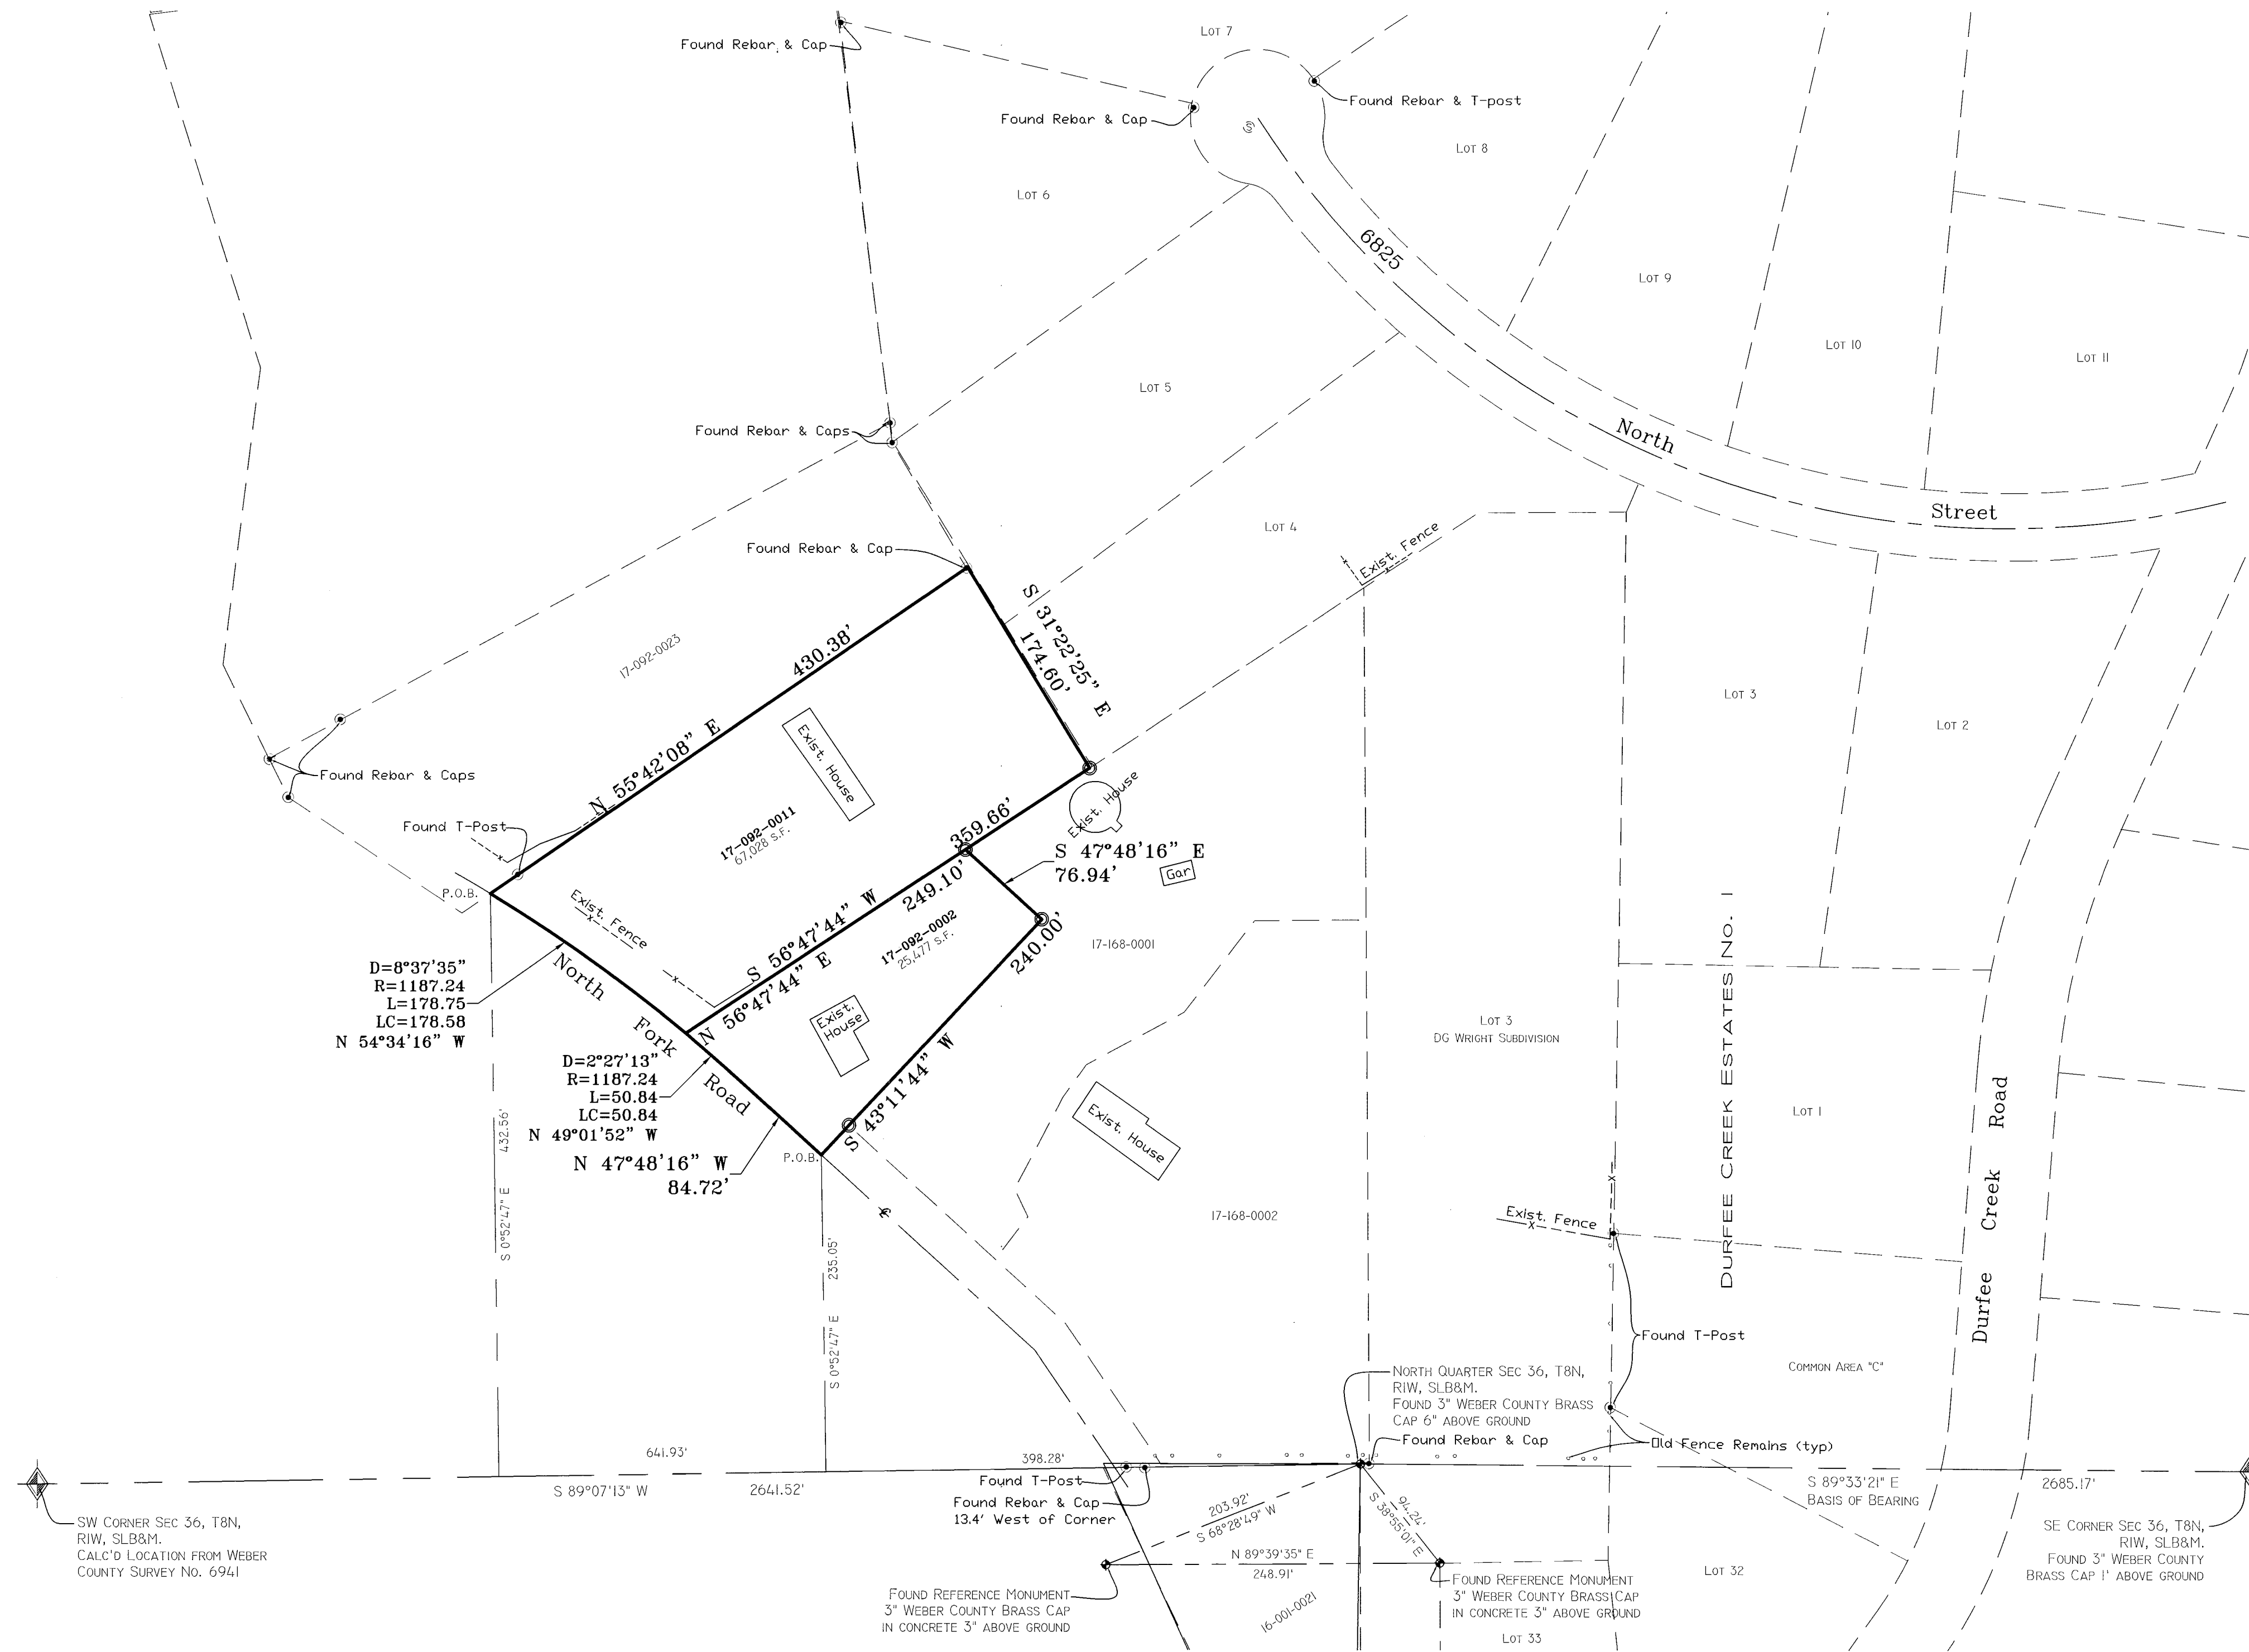 Lot 7
Found Rebar & Cap
Found Rebar & T-post
Found Rebar & Cap
Lot 8
Lot 6
6825
Lot 9
Lot 10
Lot 11
Lot 5
Found Rebar & Caps
North
Street
Lot 4
Exist. Fence
Found Rebar & Cap
S 31°22'25" E
174.60'
17-092-0023
430.38'
N 55°42'08" E
Lot 3
Lot 2
Exist. House
Found Rebar & Caps
Exist. House
Found T-Post
17-092-0011
67,028 S.F.
359.66'
S 47°48'16" E
76.94'
Gar
P.O.B.
249.10'
S 56°47'44" W
N 56°47'44" E
Exist. Fence
17-092-0002
25,477 S.F.
240.00'
S 43°11'44" W
17-168-0001
D=8°37'35"
R=1187.24
L=178.75
LC=178.58
N 54°34'16" W
North
Fork
Road
Exist.
House
D=2°27'13"
R=1187.24
L=50.84
LC=50.84
N 49°01'52" W
N 47°48'16" W
84.72'
P.O.B.
Lot 3
DG Wright Subdivision
DURFEE CREEK ESTATES NO. 1
Lot 1
Durfee Creek Road
Exist. House
432.56'
S 0°52'47" E
235.05'
S 0°52'47" E
17-168-0002
Exist. Fence
Found T-Post
Common Area "C"
North Quarter Sec 36, T8N,
R1W, SLB&M.
Found 3" Weber County Brass
Cap 6" above ground
Found Rebar & Cap
Old Fence Remains (typ)
641.93'
398.28'
Found T-Post
Found Rebar & Cap
13.4' West of Corner
S 89°07'13" W
2641.52'
S 89°33'21" E
Basis of Bearing
2685.17'
SW Corner Sec 36, T8N,
R1W, SLB&M.
Calc'd Location from Weber
County Survey No. 6941
203.92'
S 68°28'49" W
94.24'
S 38°55'01" E
N 89°39'35" E
248.91'
SE Corner Sec 36, T8N,
R1W, SLB&M.
Found 3" Weber County
Brass Cap 1' above ground
Found Reference Monument
3" Weber County Brass Cap
in concrete 3" above ground
Found Reference Monument
3" Weber County Brass Cap
in concrete 3" above ground
16-001-0021
Lot 32
Lot 33